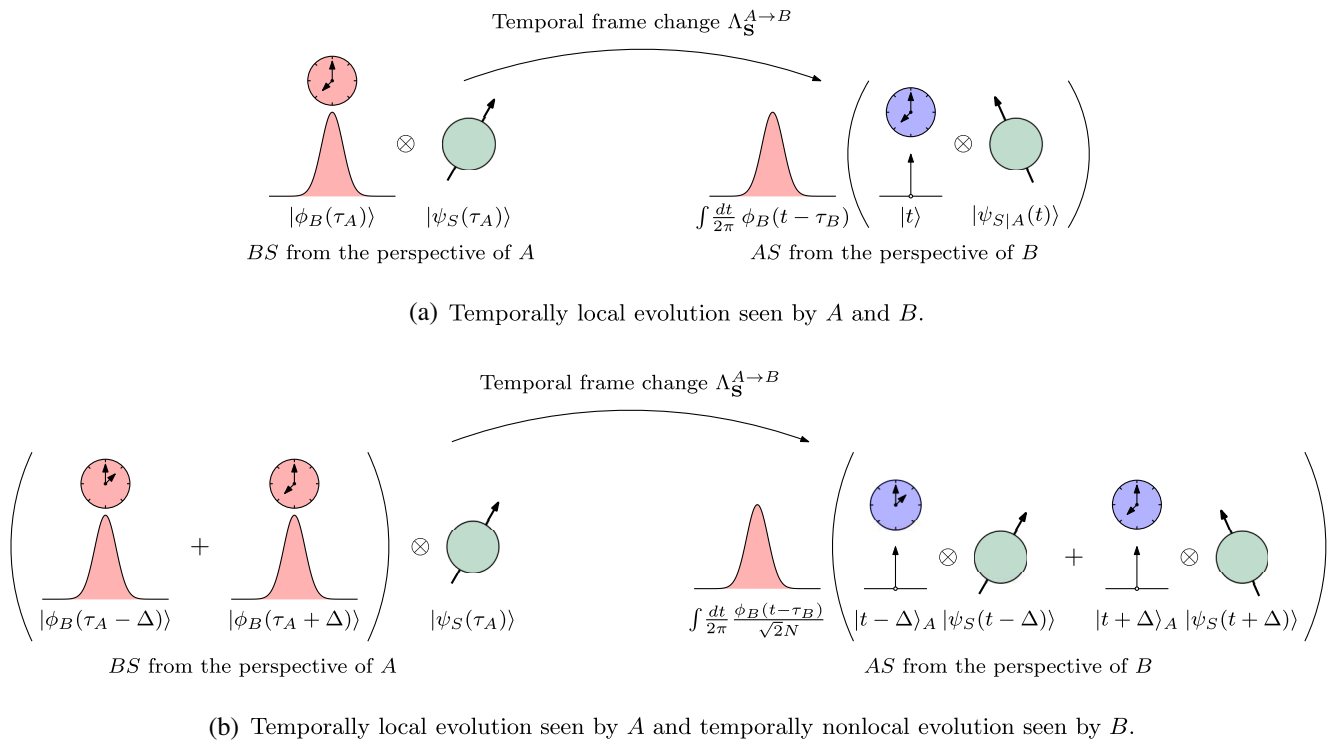 Temporal frame change Λ_𝐒^{A→B}
⊗ ⊗
|ϕ_B(τ_A)⟩ |ψ_S(τ_A)⟩ ∫ dt/2π ϕ_B(t − τ_B) |t⟩ |ψ_{S|A}(t)⟩
BS from the perspective of A AS from the perspective of B
(a) Temporally local evolution seen by A and B.
Temporal frame change Λ_𝐒^{A→B}
+ ⊗ ⊗ + ⊗
|ϕ_B(τ_A − Δ)⟩ |ϕ_B(τ_A + Δ)⟩ |ψ_S(τ_A)⟩ ∫ dt/2π ϕ_B(t−τ_B)/√2N |t − Δ⟩_A |ψ_S(t − Δ)⟩ |t + Δ⟩_A |ψ_S(t + Δ)⟩
BS from the perspective of A AS from the perspective of B
(b) Temporally local evolution seen by A and temporally nonlocal evolution seen by B.